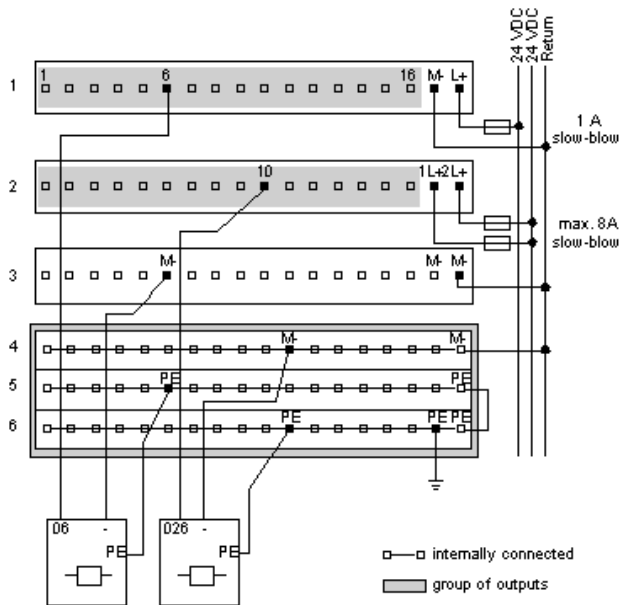 24 VDC
24 VDC
Return
1
1 6 16 M- L+
1 A
slow-blow
2
10 1L+2L+
max. 8A
slow-blow
3
M- M- M-
4
M- M-
5
PE PE
6
PE PE PE
06 -
PE
026 -
PE
internally connected
group of outputs